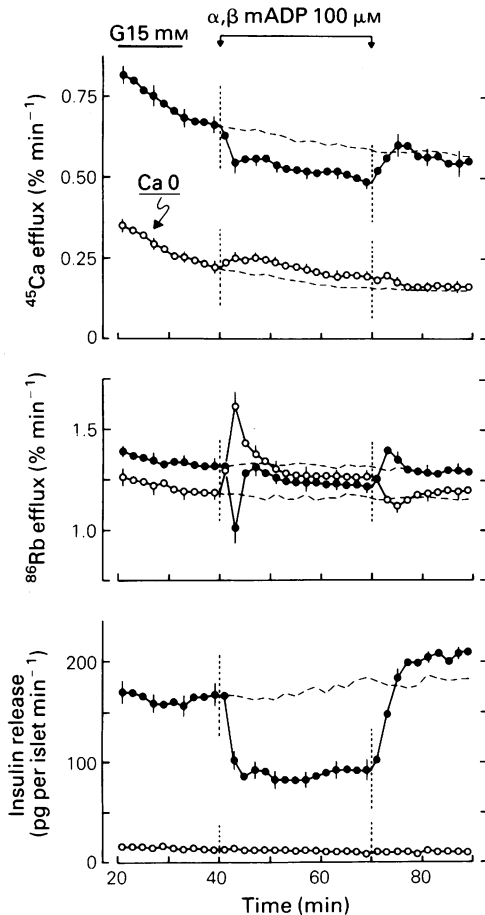 α,β mADP 100 μM
G15 mM
0.75
0.50
0.25
0
⁴⁵Ca efflux (% min⁻¹)
Ca 0
1.5
1.0
⁸⁶Rb efflux (% min⁻¹)
200
100
0
Insulin release
(pg per islet min⁻¹)
20 40 60 80
Time (min)